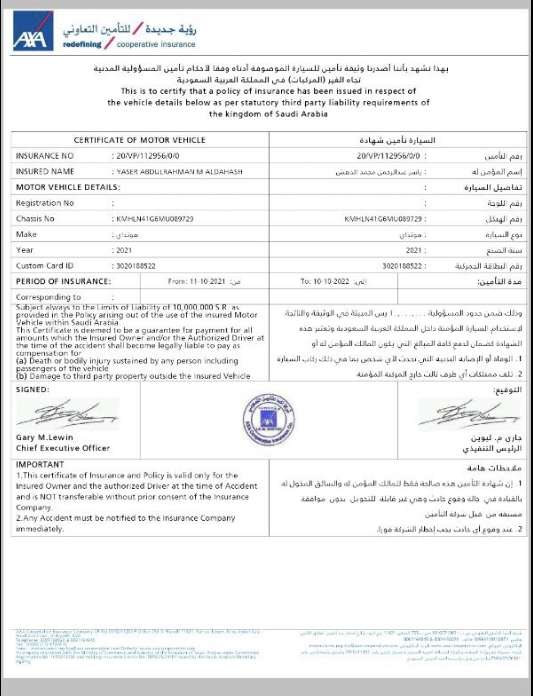 رؤية جديدة / للتأمين التعاوني
redefining / cooperative insurance
AXA
بهذا نشهد بأننا أصدرنا وثيقة تأمين للسيارة الموصوفة أدناه وفقا لأحكام تأمين المسؤولية المدنية
تجاه الغير (المركبات) في المملكة العربية السعودية
This is to certify that a policy of insurance has been issued in respect of
the vehicle details below as per statutory third party liability requirements of
the kingdom of Saudi Arabia
CERTIFICATE OF MOTOR VEHICLE السيارة تأمين شهادة
INSURANCE NO : 20/VP/112956/0/0 رقم التأمين : 20/VP/112956/0/0
INSURED NAME : YASER ABDULRAHMAN M ALDAHASH إسم المؤمن له : ياسر عبدالرحمن محمد الدهش
MOTOR VEHICLE DETAILS: : تفاصيل السيارة :
Registration No : رقم اللوحة :
Chassis No : KMHLN41G6MU089729 رقم الهيكل : KMHLN41G6MU089729
Make : هونداي نوع السيارة : هونداي
Year : 2021 سنة الصنع : 2021
Custom Card ID : 3020188522 رقم البطاقة الجمركية : 3020188522
PERIOD OF INSURANCE: From: 11-10-2021 من: To: 10-10-2022 إلى: مدة التأمين:
Corresponding to :
Subject always to the Limits of Liability of 10,000,000 S.R. as
provided in the Policy arising out of the use of the insured Motor
Vehicle within Saudi Arabia.
This Certificate is deemed to be a guarantee for payment for all
amounts which the Insured Owner and/or the Authorized Driver at
the time of the accident shall become legally liable to pay as
compensation for
(a) Death or bodily injury sustained by any person including
passengers of the vehicle
(b) Damage to third party property outside the Insured Vehicle
وذلك ضمن حدود المسؤولية ر.س المبينة في الوثيقة والناتجة
لإستخدام السيارة المؤمنة داخل المملكة العربية السعودية وتعتبر هذه
الشهادة كضمان لدفع كافة المبالغ التي يكون المالك المؤمن له أو
1. الوفاة أو الإصابة البدنية التي تحدث لأي شخص بما في ذلك ركاب السيارة
2. تلف ممتلكات أي طرف ثالث خارج المركبة المؤمنة
SIGNED: التوقيع:
Gary M.Lewin
Chief Executive Officer
جاري م. ليوين
الرئيس التنفيذي
IMPORTANT
1.This certificate of Insurance and Policy is valid only for the
Insured Owner and the authorized Driver at the time of Accident
and is NOT transferable without prior consent of the Insurance
Company.
2.Any Accident must be notified to the Insurance Company
immediately.
ملاحظات هامة
1. إن شهادة التأمين هذه صالحة فقط للمالك المؤمن له والسائق المخول له
بالقيادة في حالة وقوع حادث وهي غير قابلة للتحويل بدون موافقة
مسبقة من قبل شركة التأمين
2. عند وقوع أي حادث يجب إخطار الشركة فورا.